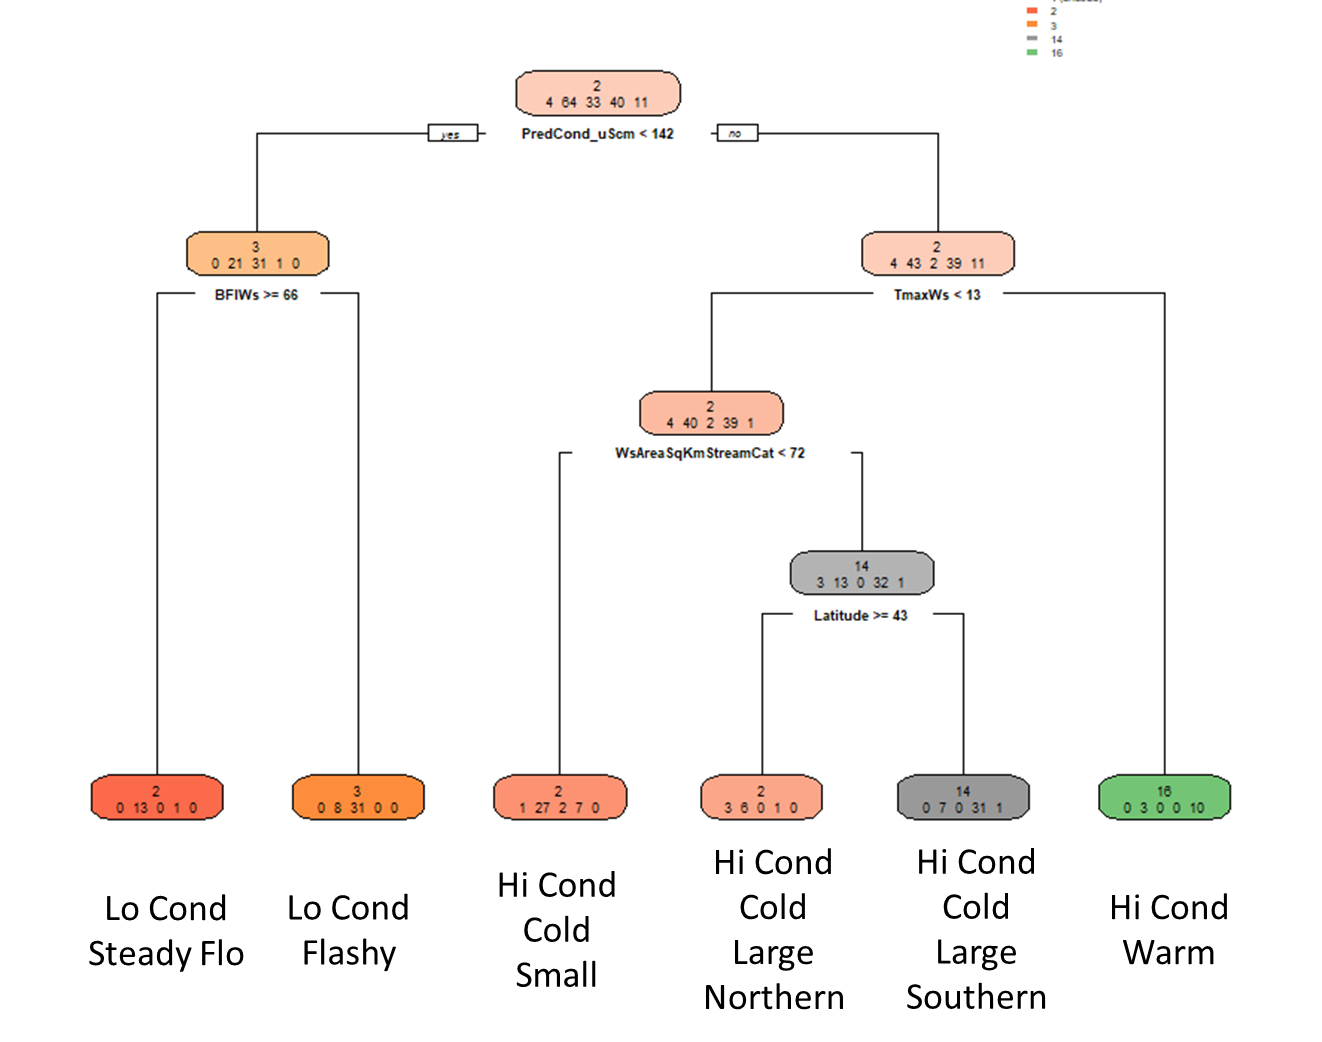 2
3
14
16
2
4 64 33 40 11
yes
PredCond_uScm < 142
no
3
0 21 31 1 0
BFIWs >= 66
2
4 43 2 39 11
TmaxWs < 13
2
4 40 2 39 1
WsAreaSqKmStreamCat < 72
14
3 13 0 32 1
Latitude >= 43
2
0 13 0 1 0
3
0 8 31 0 0
2
1 27 2 7 0
2
3 6 0 1 0
14
0 7 0 31 1
16
0 3 0 0 10
Lo Cond
Steady Flo
Lo Cond
Flashy
Hi Cond
Cold
Small
Hi Cond
Cold
Large
Northern
Hi Cond
Cold
Large
Southern
Hi Cond
Warm